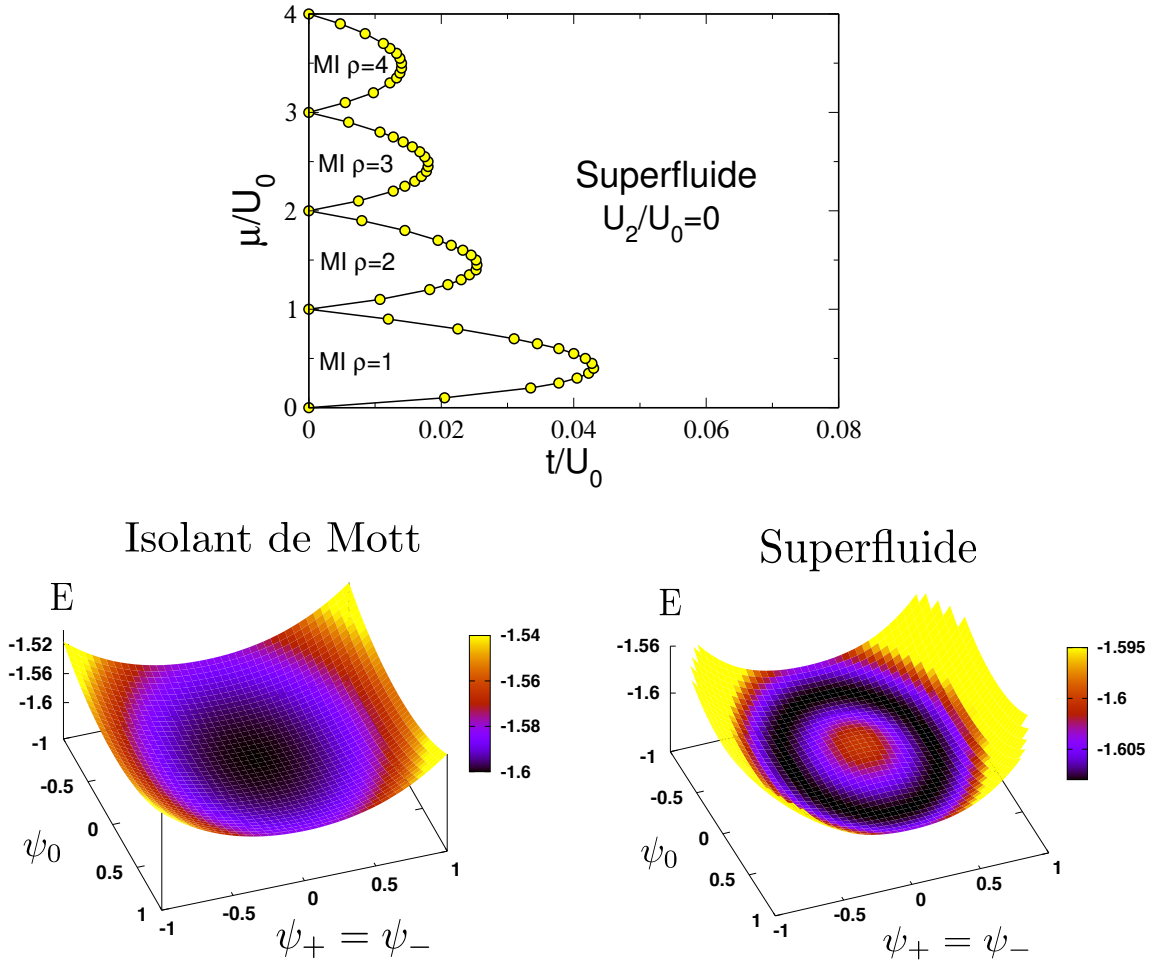 4
MI ρ=4
3
MI ρ=3
Superfluide
U₂/U₀=0
μ/U₀
2
MI ρ=2
1
MI ρ=1
0
0 0.02 0.04 0.06 0.08
t/U₀
Isolant de Mott
E
-1.52
-1.56
-1.6
-1
-0.5
0
0.5
1
ψ₀
-1 -0.5 0 0.5 1
ψ₊ = ψ₋
-1.54
-1.56
-1.58
-1.6
Superfluide
E
-1.56
-1.6
-1
-0.5
0
0.5
1
ψ₀
-1 -0.5 0 0.5 1
ψ₊ = ψ₋
-1.595
-1.6
-1.605